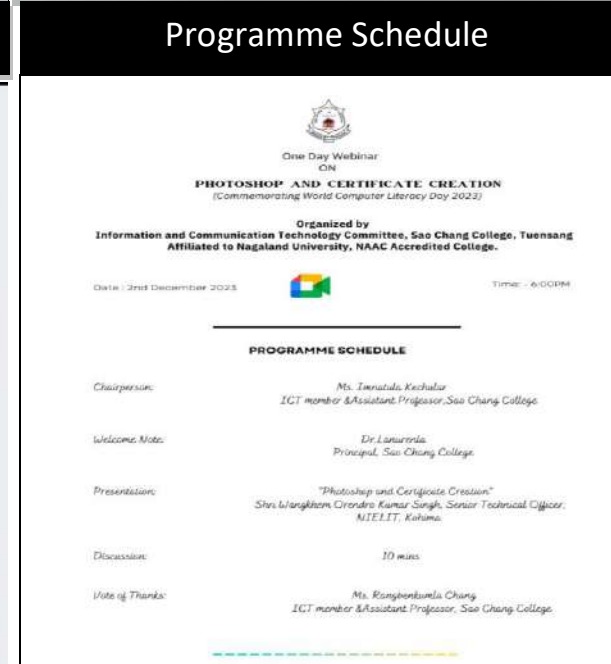 Programme Schedule
One Day Webinar
ON
PHOTOSHOP AND CERTIFICATE CREATION
(Commemorating World Computer Literacy Day 2023)
Organized by
Information and Communication Technology Committee, Sao Chang College, Tuensang
Affiliated to Nagaland University, NAAC Accredited College.
Date : 2nd December 2023
Time: - 6:00PM
PROGRAMME SCHEDULE
Chairperson: Ms. Imnatula Kechutar
ICT member &Assistant Professor,Sao Chang College
Welcome Note: Dr.Lanurenla
Principal, Sao Chang College
Presentation: "Photoshop and Certificate Creation"
Shri Wangkhem Orendro Kumar Singh, Senior Technical Officer,
NIELIT, Kohima
Discussion: 10 mins
Vote of Thanks: Ms. Rangbenkumla Chang
ICT member &Assistant Professor, Sao Chang College